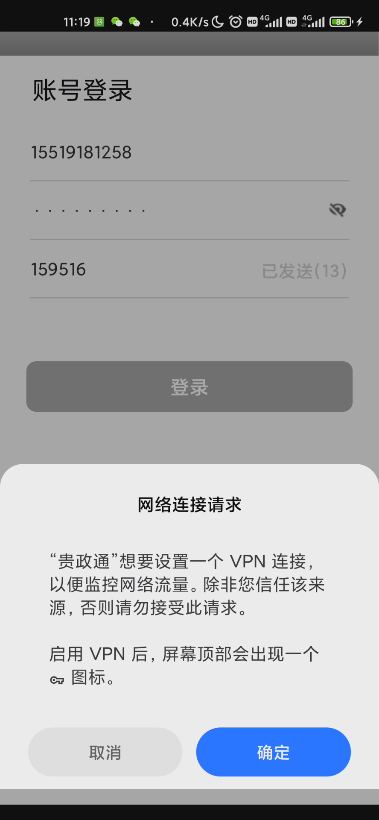 11:19 0.4K/s HD 4G HD 4G 86
账号登录
15519181258
·········
159516 已发送(13)
登录
网络连接请求
“贵政通”想要设置一个 VPN 连接，
以便监控网络流量。除非您信任该来
源，否则请勿接受此请求。
启用 VPN 后，屏幕顶部会出现一个
图标。
取消 确定